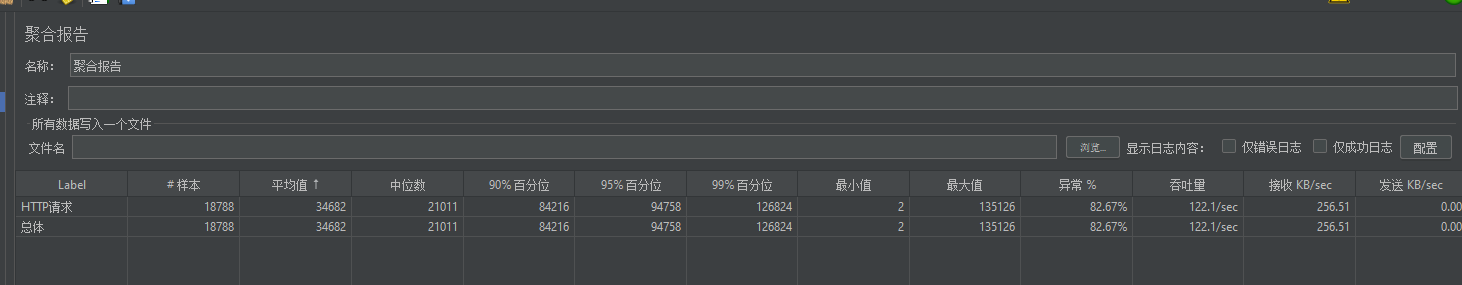 聚合报告
名称： 聚合报告
注释：
所有数据写入一个文件
文件名 浏览... 显示日志内容： 仅错误日志 仅成功日志 配置
Label # 样本 平均值 ↑ 中位数 90% 百分位 95% 百分位 99% 百分位 最小值 最大值 异常 % 吞吐量 接收 KB/sec 发送 KB/sec
HTTP请求 18788 34682 21011 84216 94758 126824 2 135126 82.67% 122.1/sec 256.51 0.00
总体 18788 34682 21011 84216 94758 126824 2 135126 82.67% 122.1/sec 256.51 0.00